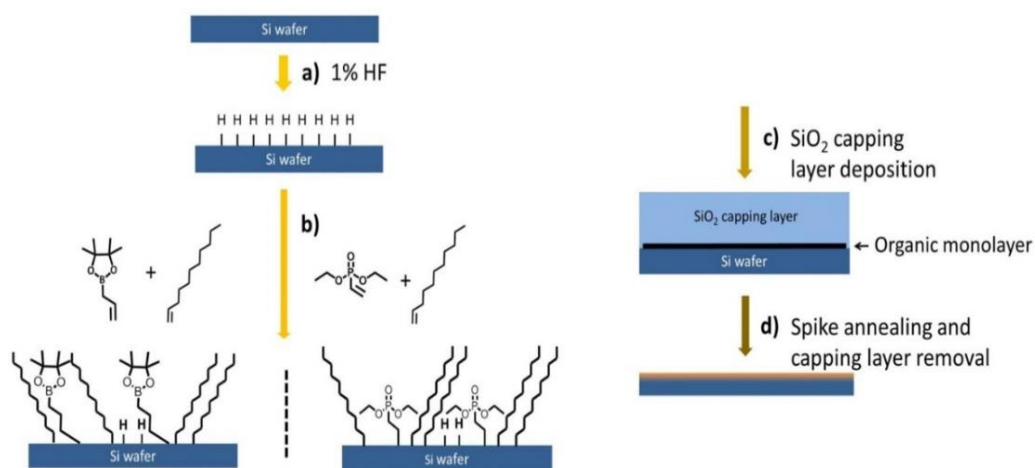 Si wafer
a) 1% HF
H H H H H H H H H
Si wafer
b)
O O
B
+
O
O P O
+
O O
B
O O
B
H H
Si wafer
O
O P O
O
O P O
H H
Si wafer
c) SiO₂ capping
layer deposition
SiO₂ capping layer
← Organic monolayer
Si wafer
d) Spike annealing and
capping layer removal